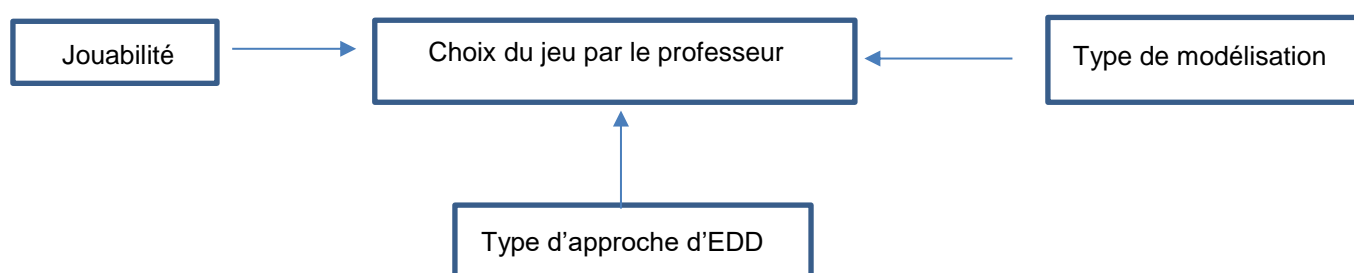 Jouabilité
Choix du jeu par le professeur
Type de modélisation
Type d’approche d’EDD